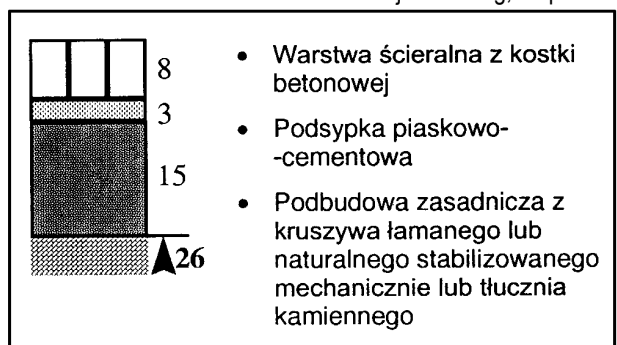 8
3
15
26
• Warstwa ścieralna z kostki
betonowej
• Podsypka piaskowo-
-cementowa
• Podbudowa zasadnicza z
kruszywa łamanego lub
naturalnego stabilizowanego
mechanicznie lub tłucznia
kamiennego